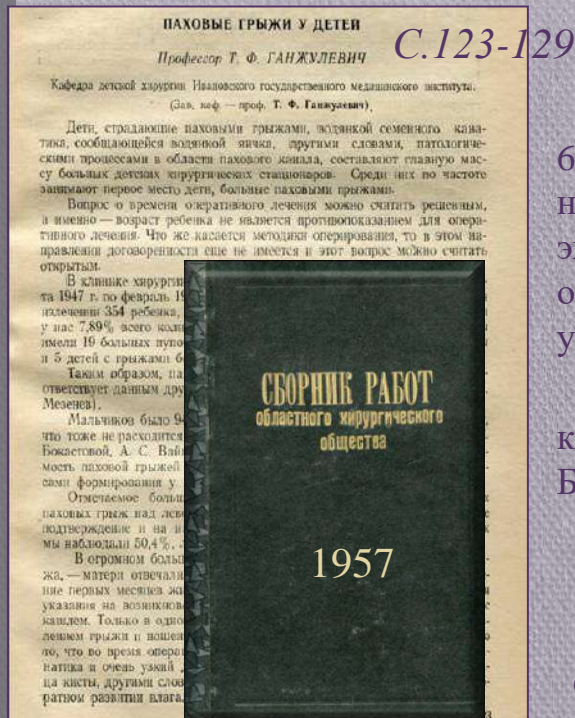 ПАХОВЫЕ ГРЫЖИ У ДЕТЕЙ
С.123-129
Профессор Т. Ф. ГАНЖУЛЕВИЧ
Кафедра детской хирургии Ивановского государственного медицинского института.
(Зав. каф. — проф. Т. Ф. Ганжулевич).
Дети, страдающие паховыми грыжами, водянкой семенного кана-
тика, сообщающейся водянкой яичка, другими словами, патологиче-
скими процессами в области пахового канала, составляют главную мас-
су больных детских хирургических стационаров. Среди них по частоте
занимают первое место дети, больные паховыми грыжами.
Вопрос о времени оперативного лечения можно считать решенным,
а именно — возраст ребенка не является противопоказанием для опера-
тивного лечения. Что же касается методики оперирования, то в этом на-
правлении договоренности еще не имеется и этот вопрос можно считать
открытым.
В клинике хирургии
та 1947 г. по февраль 19
излечении 354 ребенка,
у нас 7,89% всего коли
имели 19 больных пупо
и 5 детей с грыжами б
Таким образом, па
ответствует данным дру
Мезенев).
Мальчиков было 9
что тоже не расходится
Бокастовой, А. С. Вай
мость паховой грыжей
сами формирования у
Отмечаемое больш
паховых грыж над лев
подтверждение и на н
мы наблюдали 50,4%,
В огромном больш
жа, — матери отвечали
ние первых месяцев жи
указания на возникнов
кашлем. Только в одно
лением грыжи и ношен
то, что во время опера
натика и очень узкий
ца кисты, другими слов
ратном развитии влага
СБОРНИК РАБОТ
областного хирургического
общества
1957